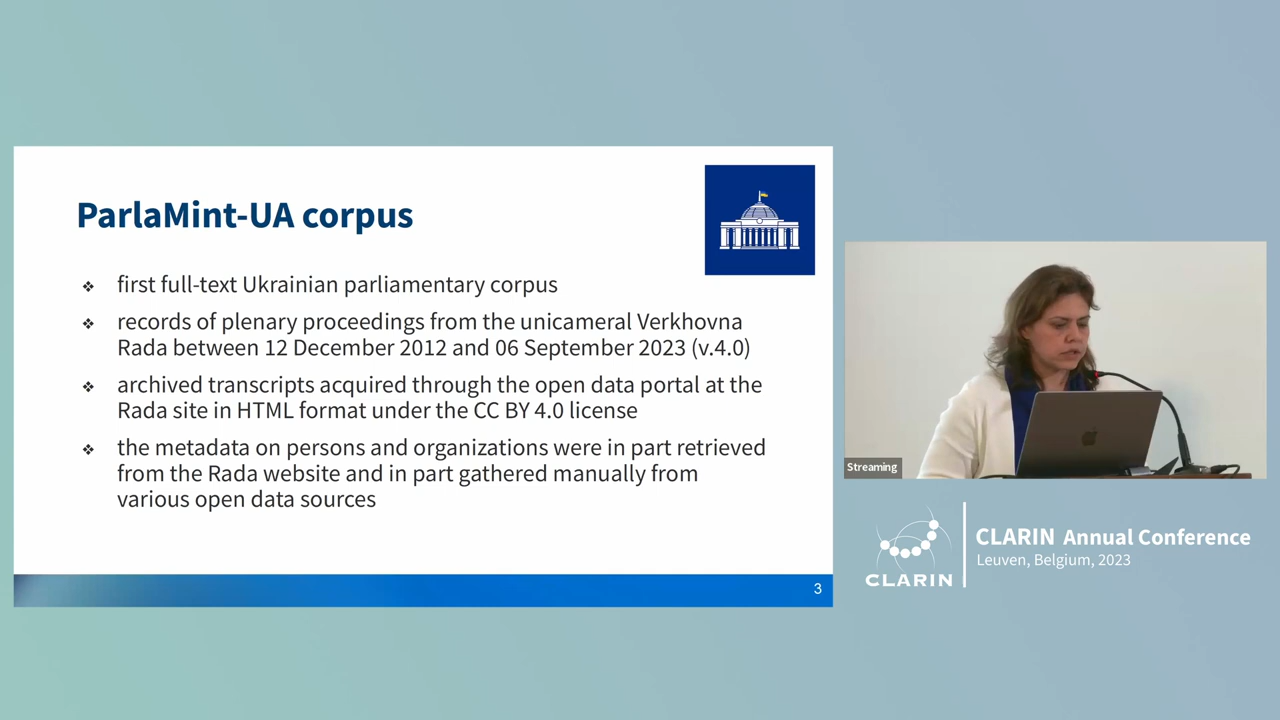 ParlaMint-UA corpus
❖ first full-text Ukrainian parliamentary corpus
❖ records of plenary proceedings from the unicameral Verkhovna
Rada between 12 December 2012 and 06 September 2023 (v.4.0)
❖ archived transcripts acquired through the open data portal at the
Rada site in HTML format under the CC BY 4.0 license
❖ the metadata on persons and organizations were in part retrieved
from the Rada website and in part gathered manually from
various open data sources
3
Streaming
CLARIN
CLARIN Annual Conference
Leuven, Belgium, 2023